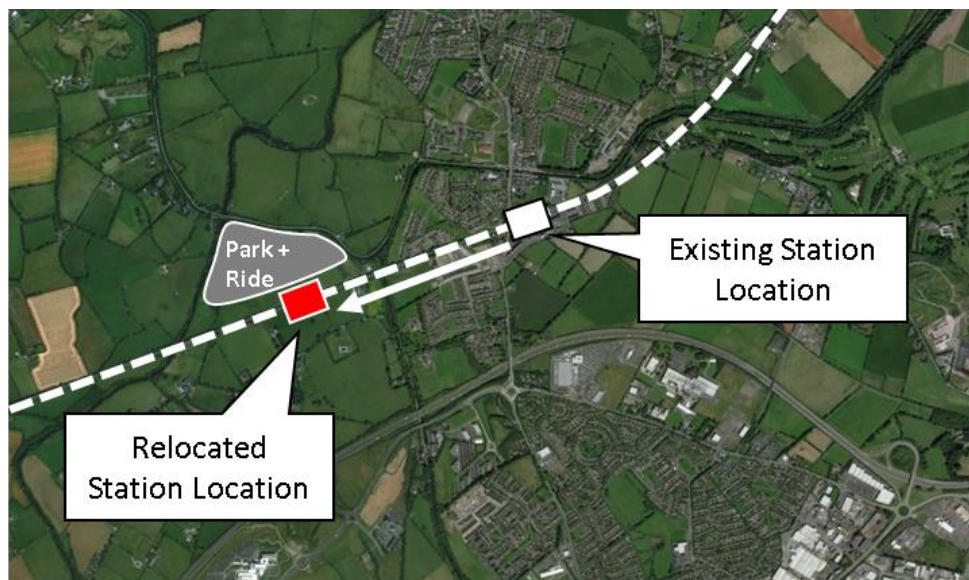 Park +
Ride
Existing Station
Location
Relocated
Station Location